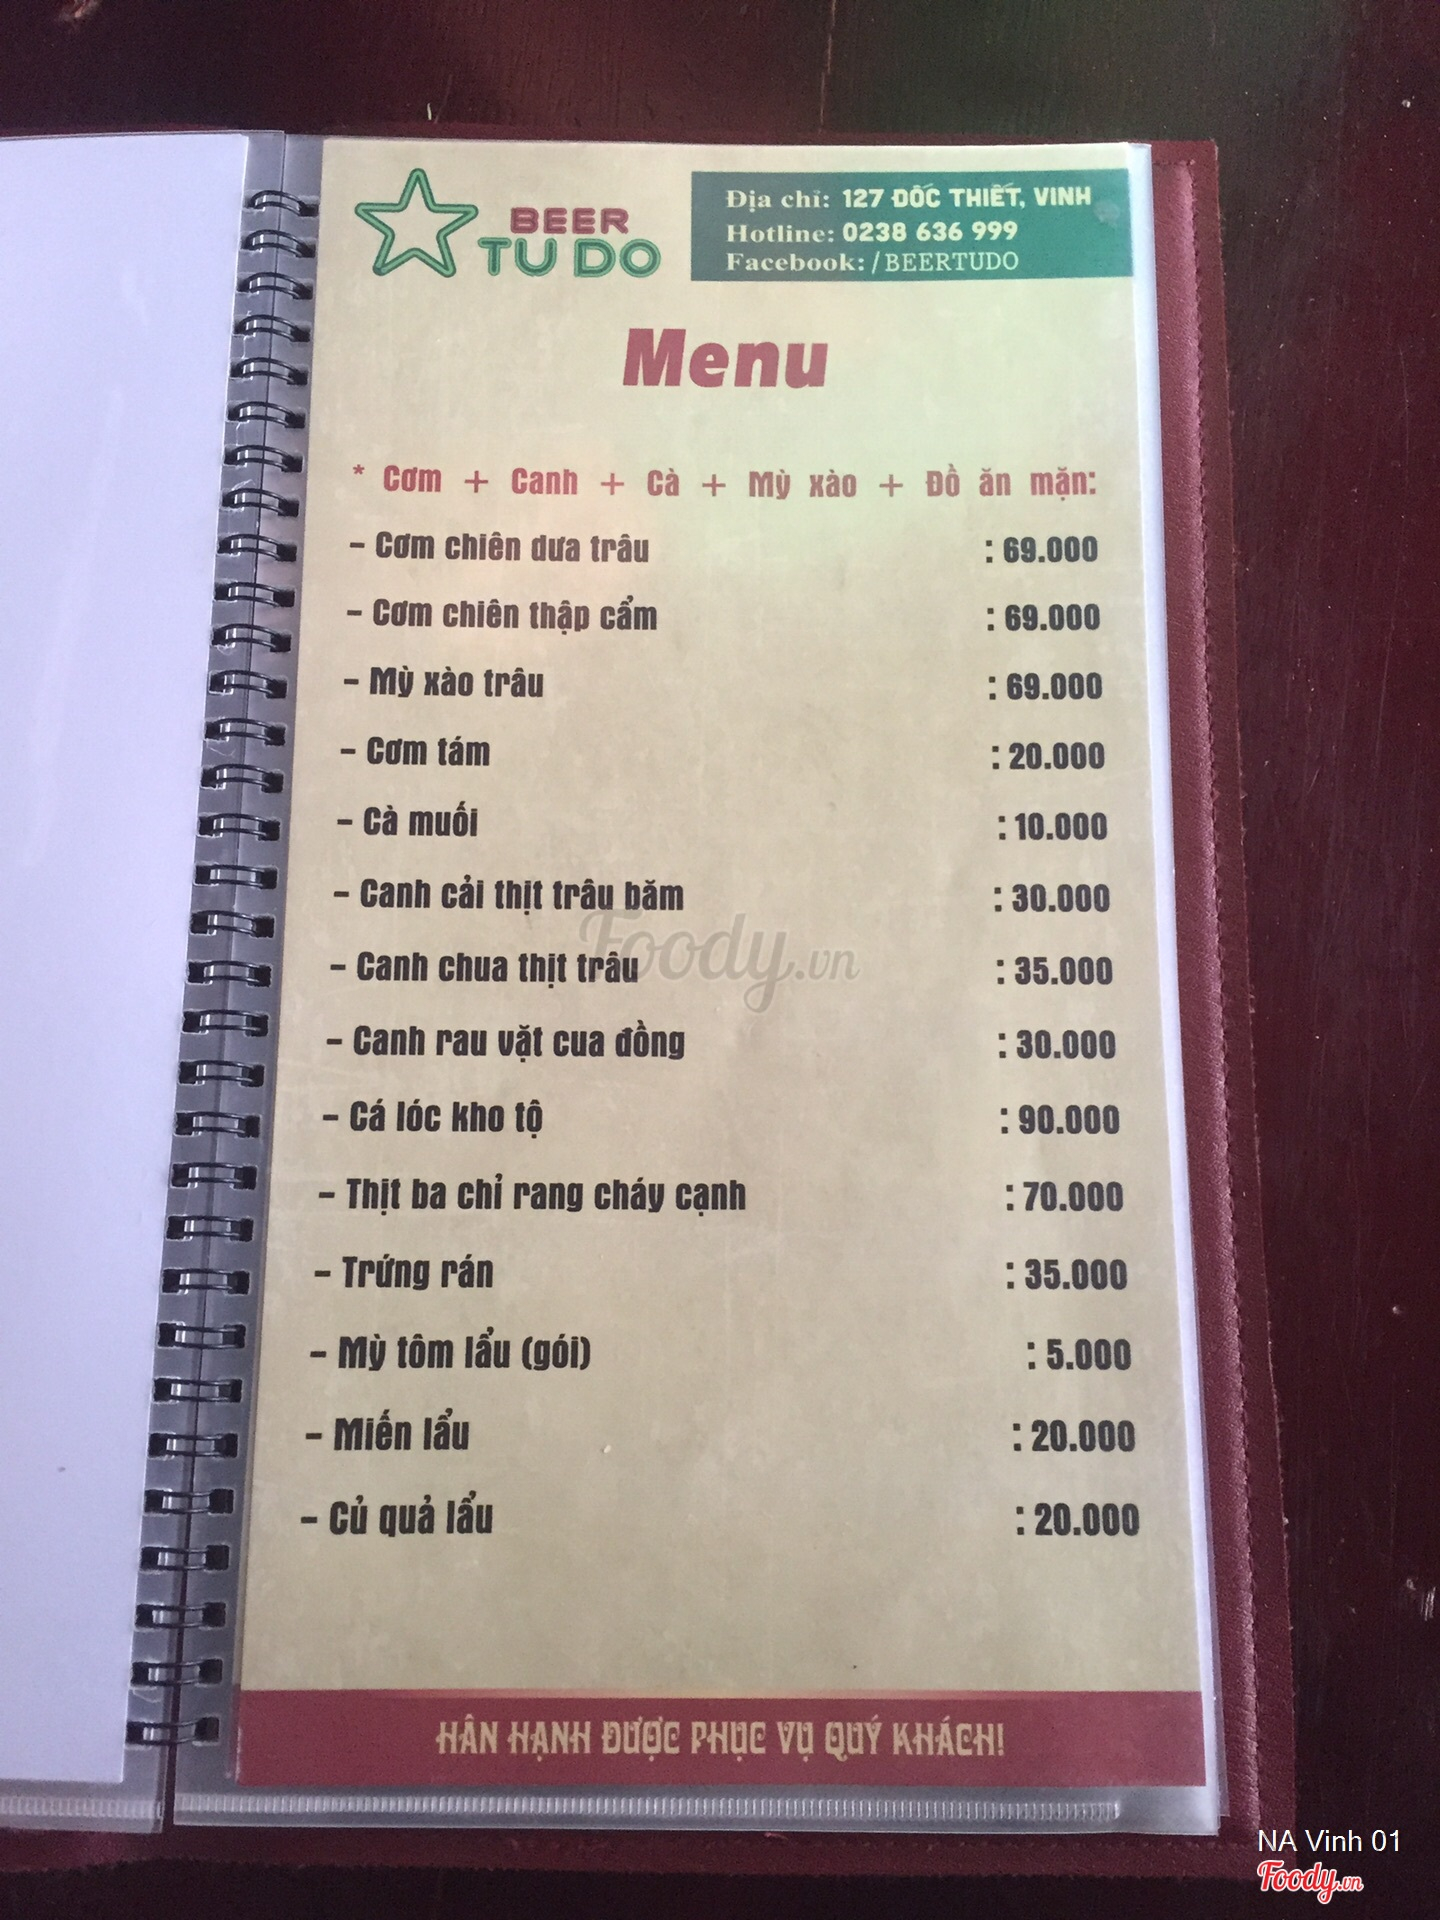 BEER
TU DO
Địa chỉ: 127 DỐC THIẾT, VINH
Hotline: 0238 636 999
Facebook: /BEERTUDO
Menu
* Cơm + Canh + Cà + Mỳ xào + Đồ ăn mặn:
- Cơm chiên dưa trâu : 69.000
- Cơm chiên thập cẩm : 69.000
- Mỳ xào trâu : 69.000
- Cơm tám : 20.000
- Cà muối : 10.000
- Canh cải thịt trâu băm : 30.000
- Canh chua thịt trâu : 35.000
Foody.vn
- Canh rau vặt cua đồng : 30.000
- Cá lóc kho tộ : 90.000
- Thịt ba chỉ rang cháy cạnh : 70.000
- Trứng rán : 35.000
- Mỳ tôm lẩu (gói) : 5.000
- Miến lẩu : 20.000
- Củ quả lẩu : 20.000
HÂN HẠNH ĐƯỢC PHỤC VỤ QUÝ KHÁCH!
NA Vinh 01
Foody.vn